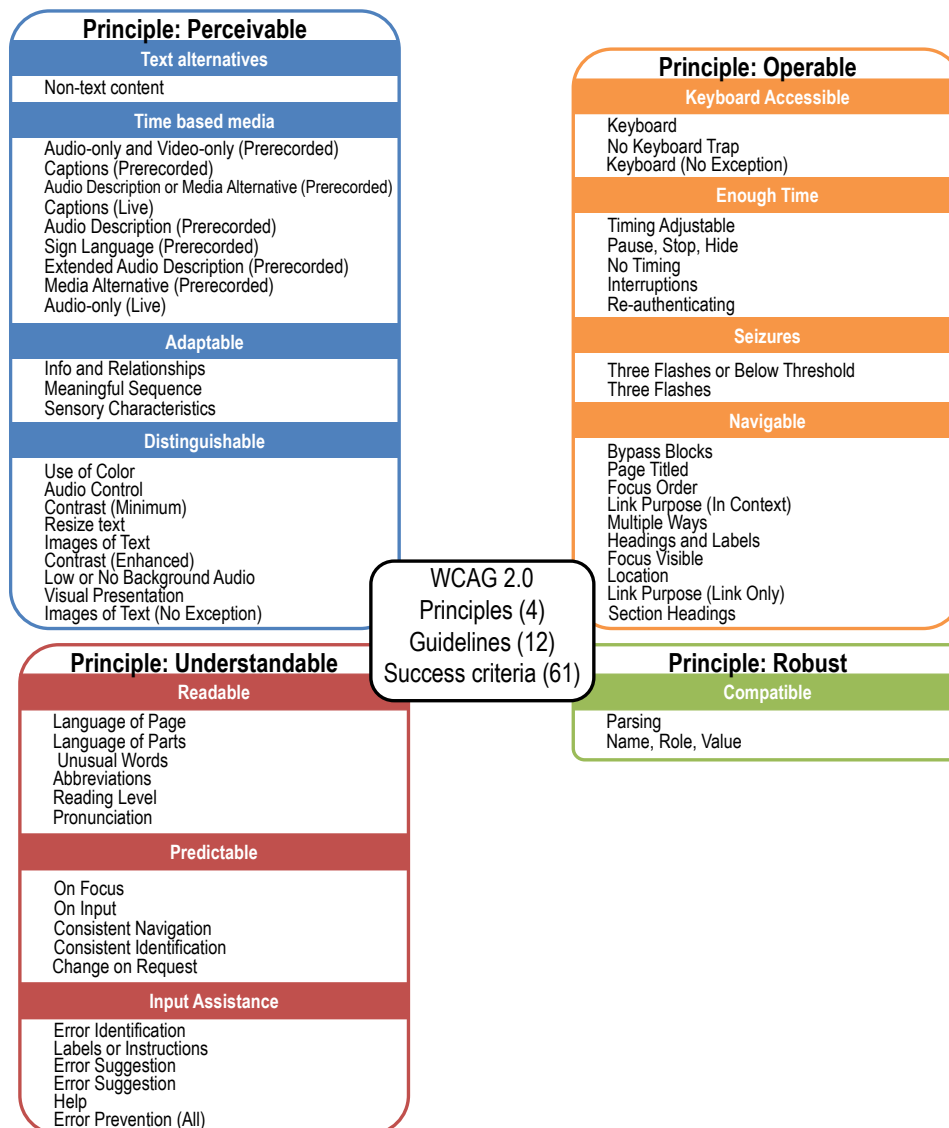 Principle: Perceivable
Text alternatives
Non-text content
Time based media
Audio-only and Video-only (Prerecorded)
Captions (Prerecorded)
Audio Description or Media Alternative (Prerecorded)
Captions (Live)
Audio Description (Prerecorded)
Sign Language (Prerecorded)
Extended Audio Description (Prerecorded)
Media Alternative (Prerecorded)
Audio-only (Live)
Adaptable
Info and Relationships
Meaningful Sequence
Sensory Characteristics
Distinguishable
Use of Color
Audio Control
Contrast (Minimum)
Resize text
Images of Text
Contrast (Enhanced)
Low or No Background Audio
Visual Presentation
Images of Text (No Exception)
Principle: Operable
Keyboard Accessible
Keyboard
No Keyboard Trap
Keyboard (No Exception)
Enough Time
Timing Adjustable
Pause, Stop, Hide
No Timing
Interruptions
Re-authenticating
Seizures
Three Flashes or Below Threshold
Three Flashes
Navigable
Bypass Blocks
Page Titled
Focus Order
Link Purpose (In Context)
Multiple Ways
Headings and Labels
Focus Visible
Location
Link Purpose (Link Only)
Section Headings
WCAG 2.0
Principles (4)
Guidelines (12)
Success criteria (61)
Principle: Understandable
Readable
Language of Page
Language of Parts
Unusual Words
Abbreviations
Reading Level
Pronunciation
Predictable
On Focus
On Input
Consistent Navigation
Consistent Identification
Change on Request
Input Assistance
Error Identification
Labels or Instructions
Error Suggestion
Error Suggestion
Help
Error Prevention (All)
Principle: Robust
Compatible
Parsing
Name, Role, Value